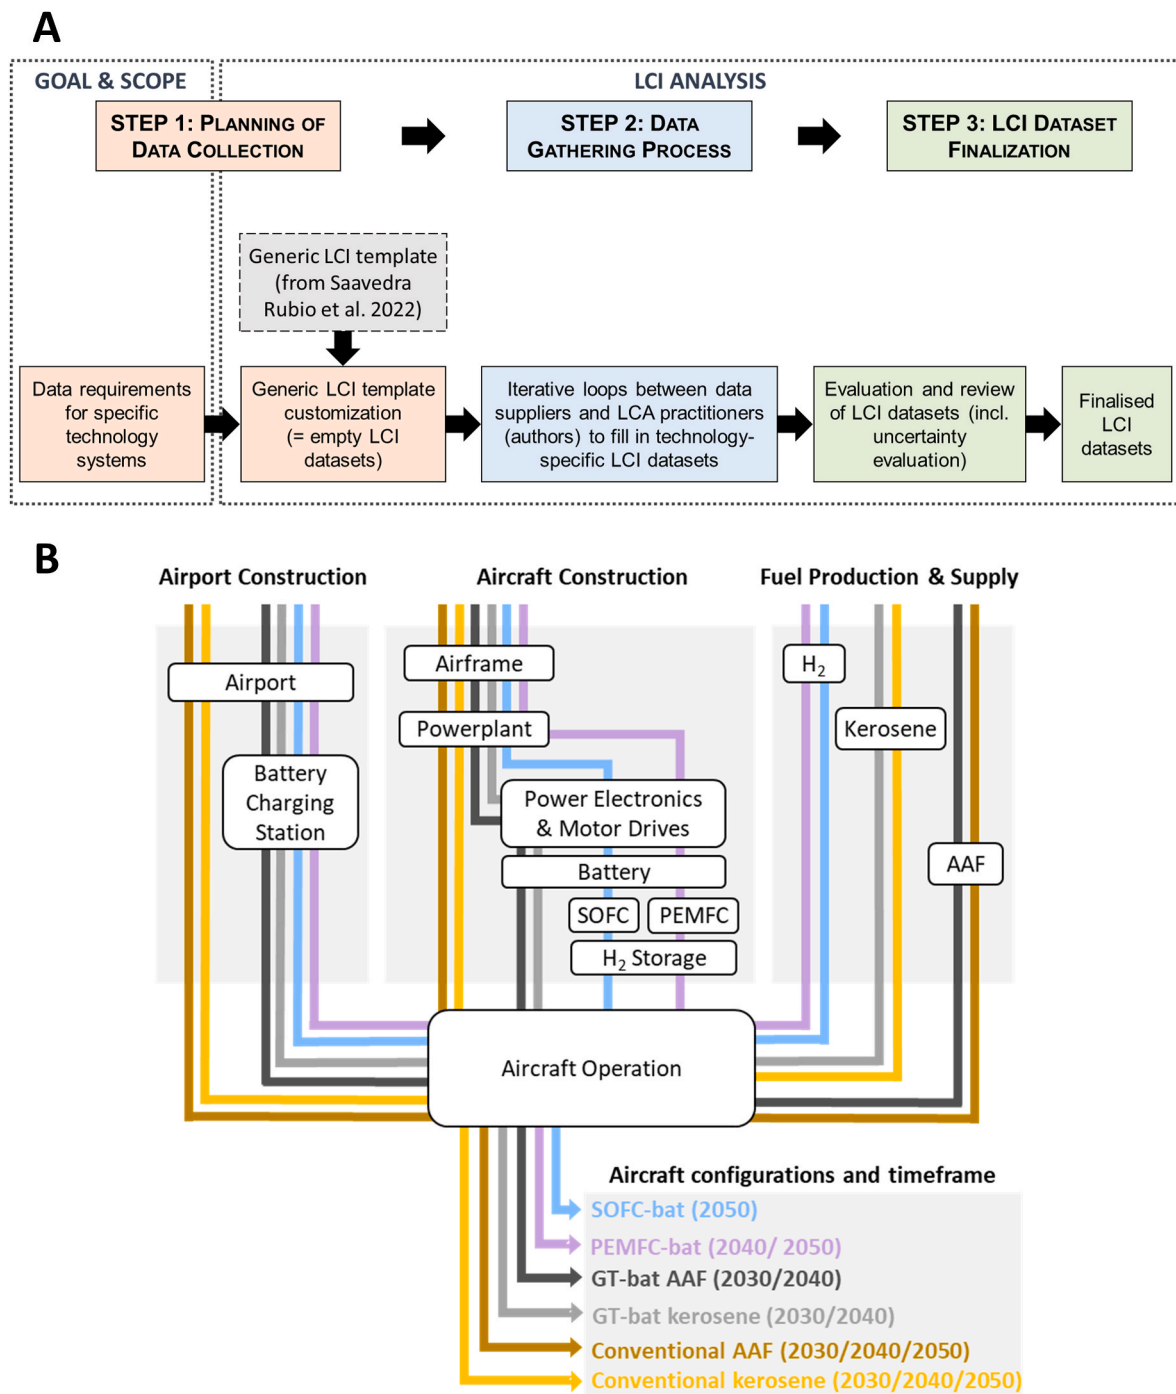 A
GOAL & SCOPE
LCI ANALYSIS
STEP 1: PLANNING OF
DATA COLLECTION
STEP 2: DATA
GATHERING PROCESS
STEP 3: LCI DATASET
FINALIZATION
Generic LCI template
(from Saavedra
Rubio et al. 2022)
Data requirements
for specific
technology
systems
Generic LCI template
customization
(= empty LCI
datasets)
Iterative loops between data
suppliers and LCA practitioners
(authors) to fill in technology-
specific LCI datasets
Evaluation and review
of LCI datasets (incl.
uncertainty
evaluation)
Finalised
LCI
datasets
B
Airport Construction
Aircraft Construction
Fuel Production & Supply
Airport
Battery
Charging
Station
Airframe
Powerplant
Power Electronics
& Motor Drives
Battery
SOFC
PEMFC
H₂ Storage
H₂
Kerosene
AAF
Aircraft Operation
Aircraft configurations and timeframe
SOFC-bat (2050)
PEMFC-bat (2040/ 2050)
GT-bat AAF (2030/2040)
GT-bat kerosene (2030/2040)
Conventional AAF (2030/2040/2050)
Conventional kerosene (2030/2040/2050)